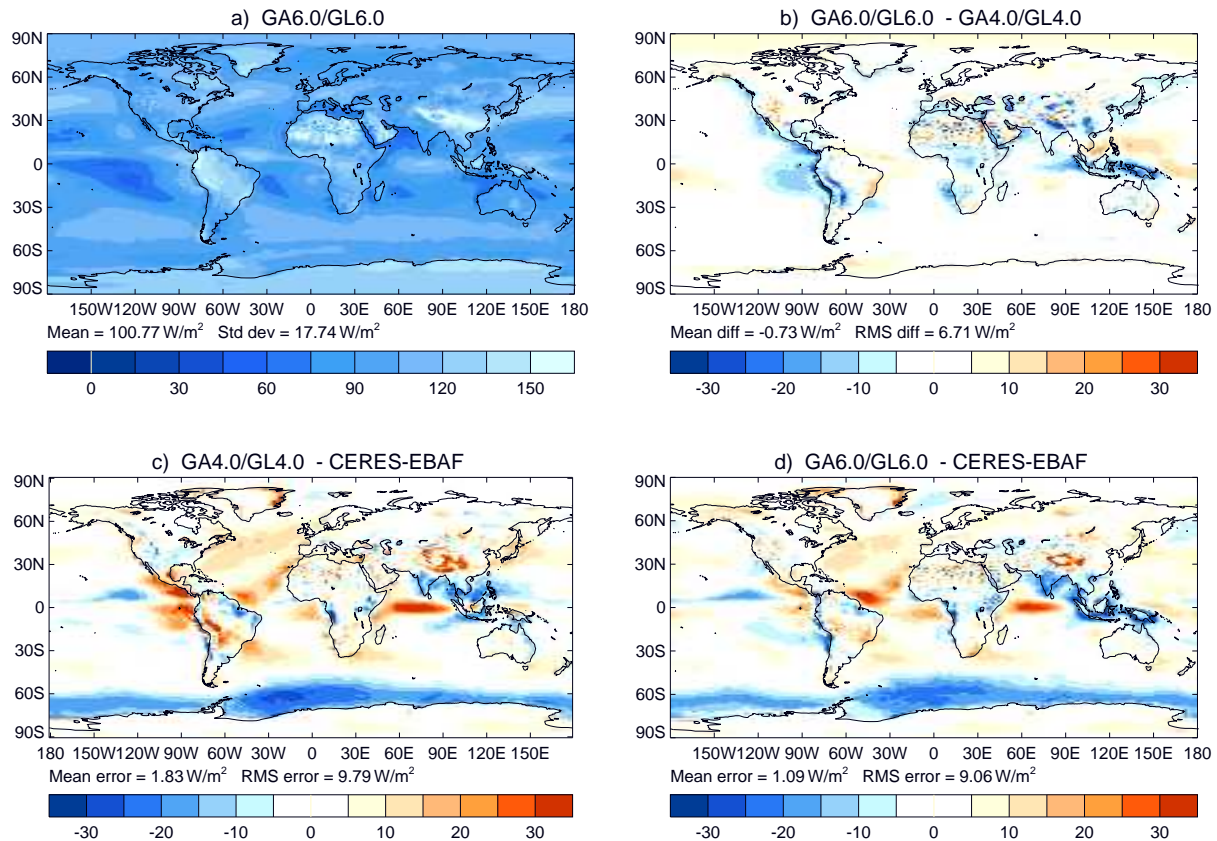 a) GA6.0/GL6.0
90N
60N
30N
0
30S
60S
90S
150W 120W 90W 60W 30W 0 30E 60E 90E 120E 150E 180
Mean = 100.77 W/m² Std dev = 17.74 W/m²
0 30 60 90 120 150
b) GA6.0/GL6.0 - GA4.0/GL4.0
90N
60N
30N
0
30S
60S
90S
150W 120W 90W 60W 30W 0 30E 60E 90E 120E 150E 180
Mean diff = -0.73 W/m² RMS diff = 6.71 W/m²
-30 -20 -10 0 10 20 30
c) GA4.0/GL4.0 - CERES-EBAF
90N
60N
30N
0
30S
60S
90S
180 150W 120W 90W 60W 30W 0 30E 60E 90E 120E 150E
Mean error = 1.83 W/m² RMS error = 9.79 W/m²
-30 -20 -10 0 10 20 30
d) GA6.0/GL6.0 - CERES-EBAF
90N
60N
30N
0
30S
60S
90S
150W 120W 90W 60W 30W 0 30E 60E 90E 120E 150E 180
Mean error = 1.09 W/m² RMS error = 9.06 W/m²
-30 -20 -10 0 10 20 30